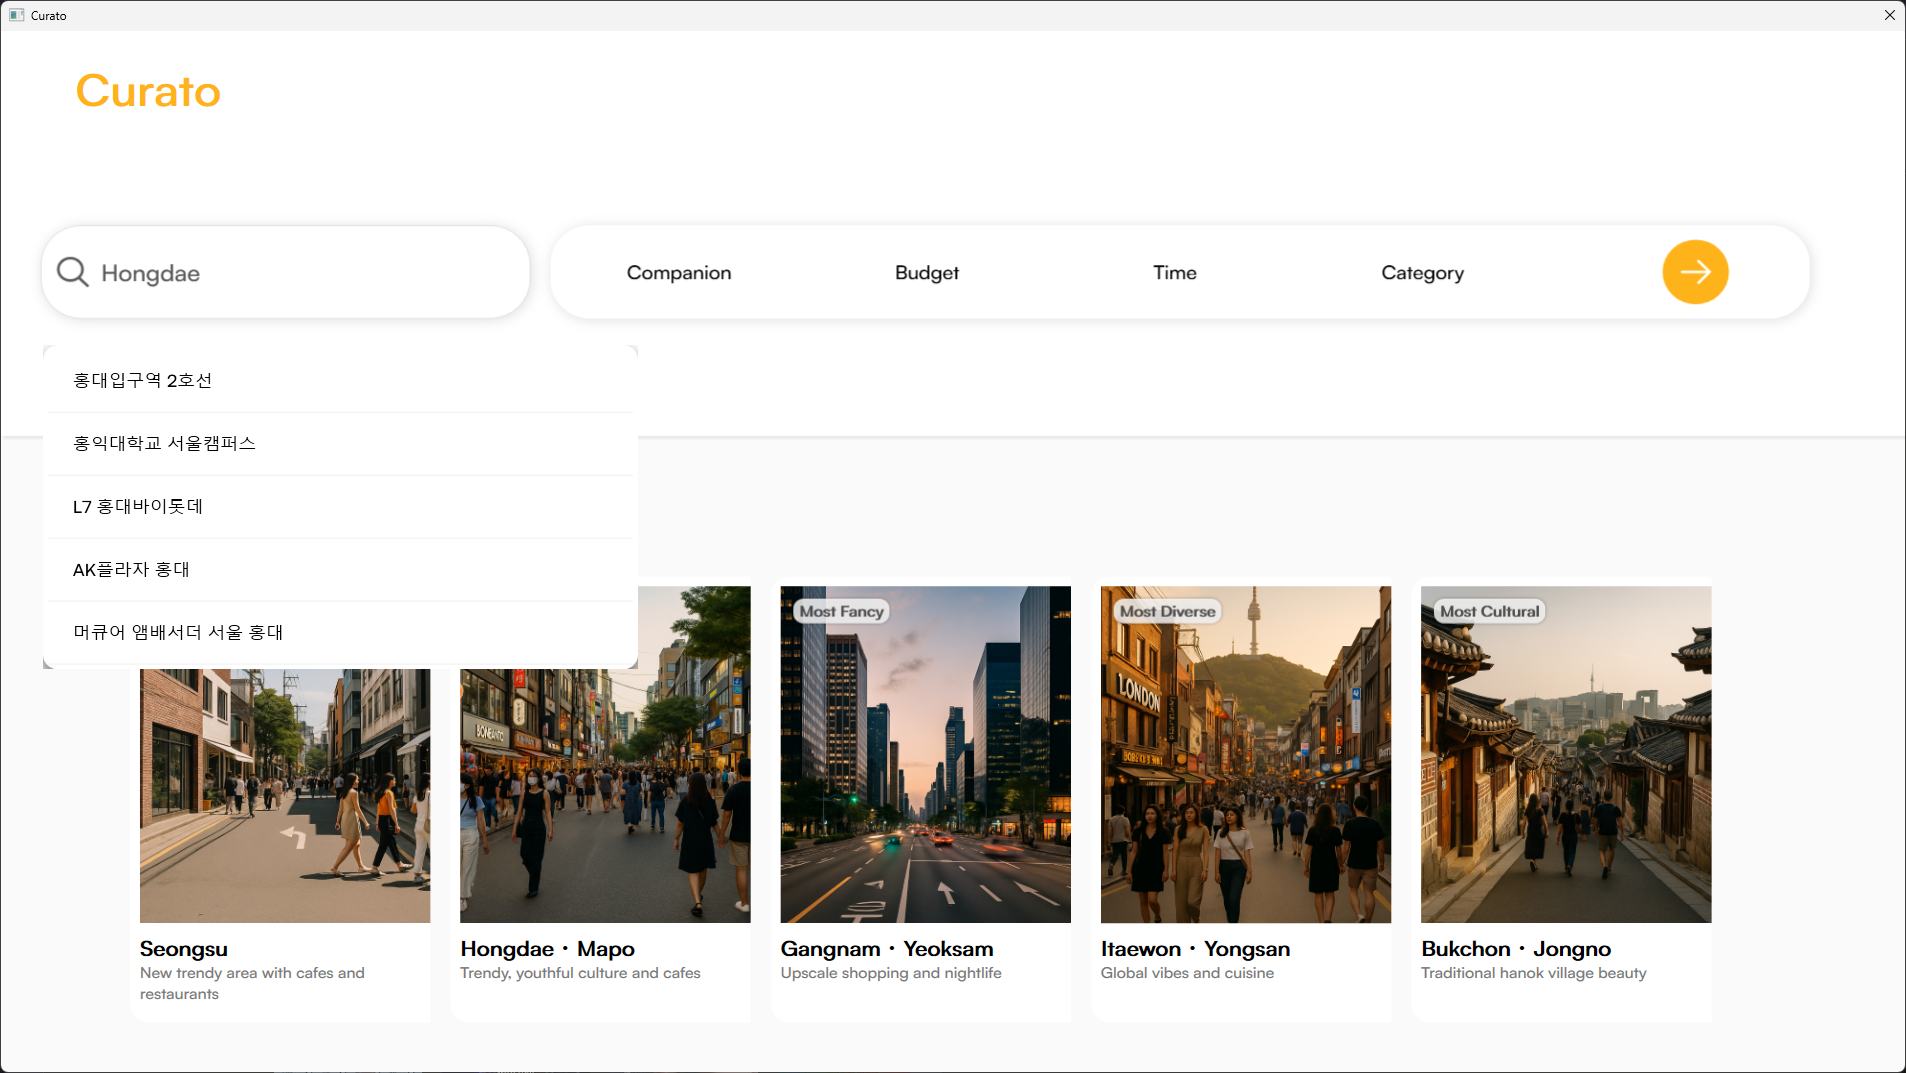 Curato
Curato
Hongdae
Companion
Budget
Time
Category
홍대입구역 2호선
홍익대학교 서울캠퍼스
L7 홍대바이롯데
AK플라자 홍대
머큐어 앰배서더 서울 홍대
Most Fancy
Most Diverse
Most Cultural
BONEANTO
LONDON
Seongsu
New trendy area with cafes and
restaurants
Hongdae · Mapo
Trendy, youthful culture and cafes
Gangnam · Yeoksam
Upscale shopping and nightlife
Itaewon · Yongsan
Global vibes and cuisine
Bukchon · Jongno
Traditional hanok village beauty